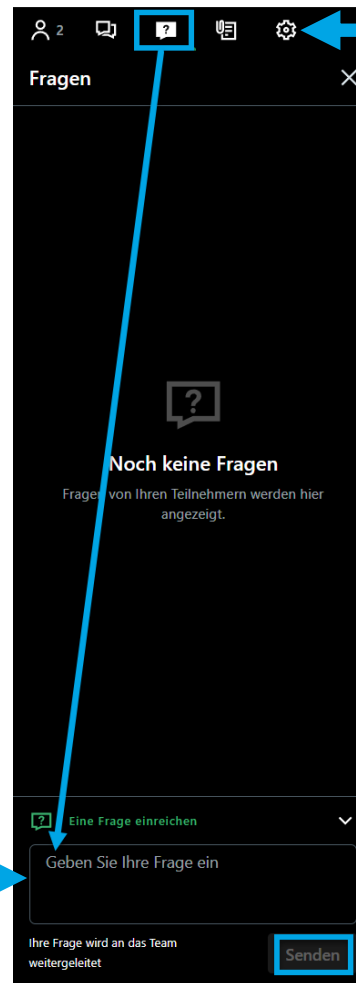 2
Fragen
Noch keine Fragen
Fragen von Ihren Teilnehmern werden hier
angezeigt.
Eine Frage einreichen
Geben Sie Ihre Frage ein
Ihre Frage wird an das Team
weitergeleitet
Senden